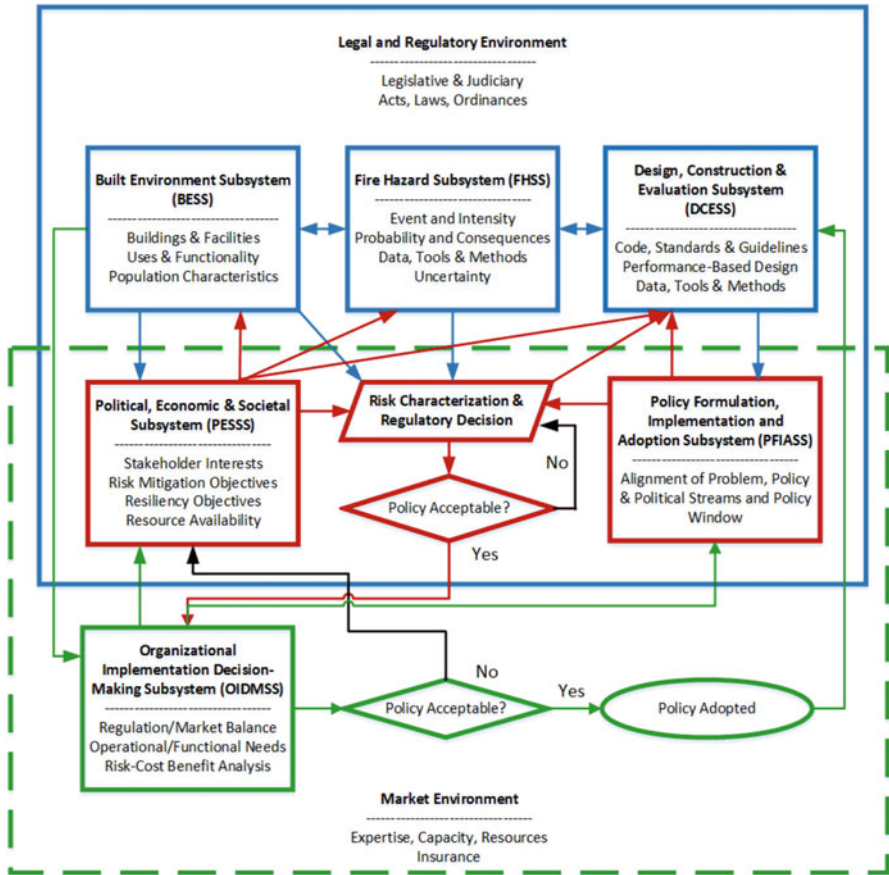 Legal and Regulatory Environment
Legislative & Judiciary
Acts, Laws, Ordinances
Built Environment Subsystem
(BESS)
Buildings & Facilities
Uses & Functionality
Population Characteristics
Fire Hazard Subsystem (FHSS)
Event and Intensity
Probability and Consequences
Data, Tools & Methods
Uncertainty
Design, Construction &
Evaluation Subsystem
(DCESS)
Code, Standards & Guidelines
Performance-Based Design
Data, Tools & Methods
Political, Economic & Societal
Subsystem (PESSS)
Stakeholder Interests
Risk Mitigation Objectives
Resiliency Objectives
Resource Availability
Risk Characterization &
Regulatory Decision
No
Policy Acceptable?
Yes
Policy Formulation,
Implementation and
Adoption Subsystem (PFIASS)
Alignment of Problem, Policy
& Political Streams and Policy
Window
Organizational
Implementation Decision-
Making Subsystem (OIDMSS)
Regulation/Market Balance
Operational/Functional Needs
Risk-Cost Benefit Analysis
No
Policy Acceptable?
Yes
Policy Adopted
Market Environment
Expertise, Capacity, Resources
Insurance